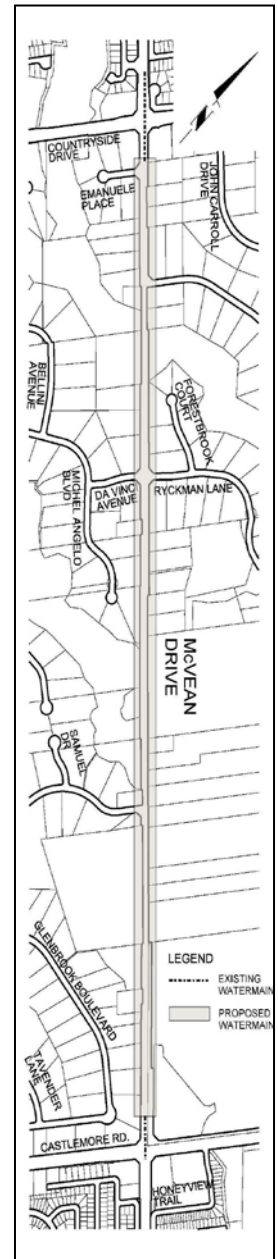 COUNTRYSIDE
DRIVE
EMANUELE
PLACE
JOHN CARROLL
DRIVE
BELLINI
AVENUE
FORESTBROOK
COURT
MICHEL ANGELO
BLVD
DA VINCI
AVENUE
RYCKMAN LANE
McVEAN
DRIVE
SAMUEL
DR
GLENBROOK BOULEVARD
TAVENDER
LANE
LEGEND
EXISTING
WATERMAIN
PROPOSED
WATERMAIN
CASTLEMORE RD.
HONEYVIEW
TRAIL